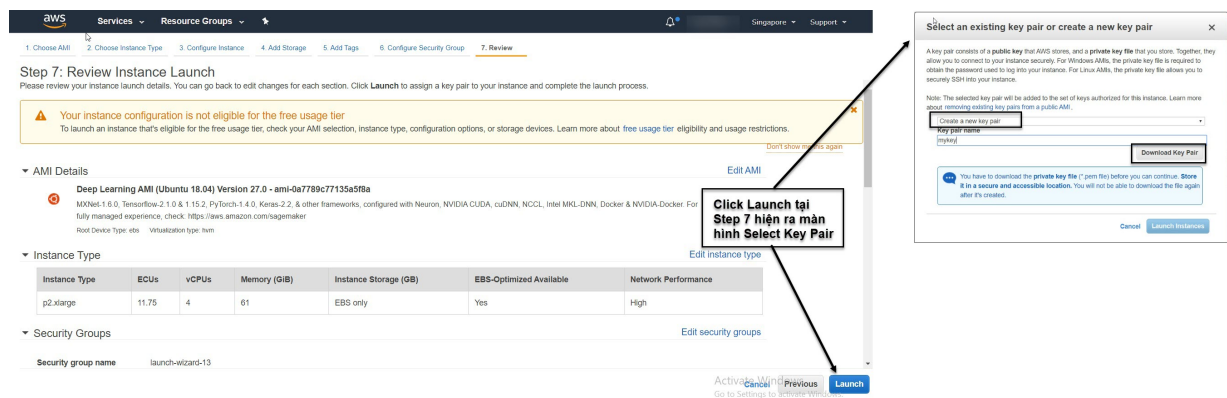 aws Services Resource Groups Singapore Support
1. Choose AMI 2. Choose Instance Type 3. Configure Instance 4. Add Storage 5. Add Tags 6. Configure Security Group 7. Review
Step 7: Review Instance Launch
Please review your instance launch details. You can go back to edit changes for each section. Click Launch to assign a key pair to your instance and complete the launch process.
Your instance configuration is not eligible for the free usage tier
To launch an instance that's eligible for the free usage tier, check your AMI selection, instance type, configuration options, or storage devices. Learn more about free usage tier eligibility and usage restrictions.
Don't show me this again
AMI Details Edit AMI
Deep Learning AMI (Ubuntu 18.04) Version 27.0 - ami-0a7789c77135a5f8a
MXNet-1.6.0, Tensorflow-2.1.0 & 1.15.2, PyTorch-1.4.0, Keras-2.2, & other frameworks, configured with Neuron, NVIDIA CUDA, cuDNN, NCCL, Intel MKL-DNN, Docker & NVIDIA-Docker. For
fully managed experience, check: https://aws.amazon.com/sagemaker
Root Device Type: ebs Virtualization type: hvm
Instance Type Edit instance type
Instance Type ECUs vCPUs Memory (GiB) Instance Storage (GB) EBS-Optimized Available Network Performance
p2.xlarge 11.75 4 61 EBS only Yes High
Security Groups Edit security groups
Security group name launch-wizard-13
Cancel Previous Launch
Activate Windows
Go to Settings to activate Windows.
Click Launch tại
Step 7 hiện ra màn
hình Select Key Pair
Select an existing key pair or create a new key pair ×
A key pair consists of a public key that AWS stores, and a private key file that you store. Together, they
allow you to connect to your instance securely. For Windows AMIs, the private key file is required to
obtain the password used to log into your instance. For Linux AMIs, the private key file allows you to
securely SSH into your instance.
Note: The selected key pair will be added to the set of keys authorized for this instance. Learn more
about removing existing key pairs from a public AMI.
Create a new key pair
Key pair name
mykey
Download Key Pair
You have to download the private key file (*.pem file) before you can continue. Store
it in a secure and accessible location. You will not be able to download the file again
after it's created.
Cancel Launch Instances